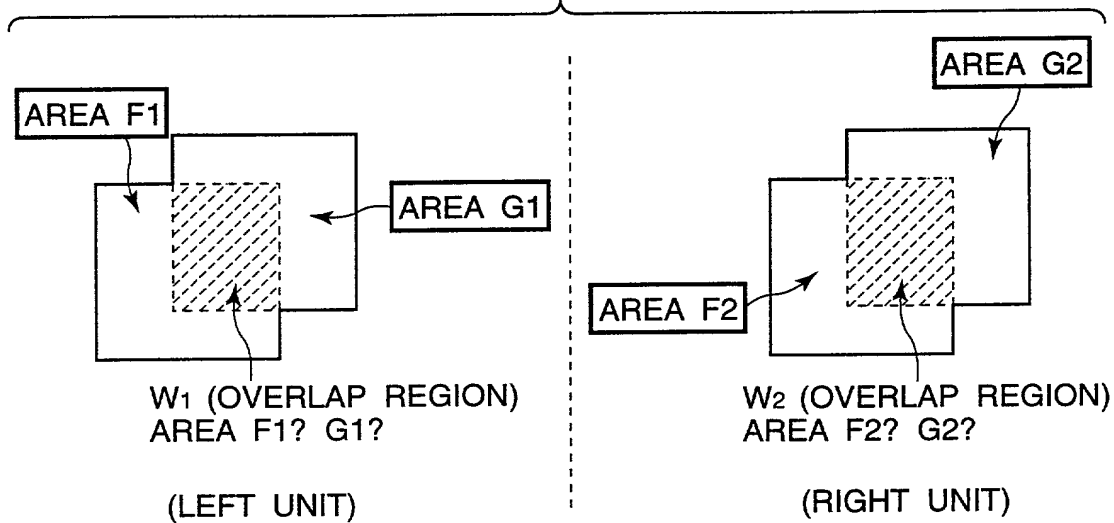 AREA F1
AREA G1
W1 (OVERLAP REGION)
AREA F1? G1?
(LEFT UNIT)
AREA G2
AREA F2
W2 (OVERLAP REGION)
AREA F2? G2?
(RIGHT UNIT)